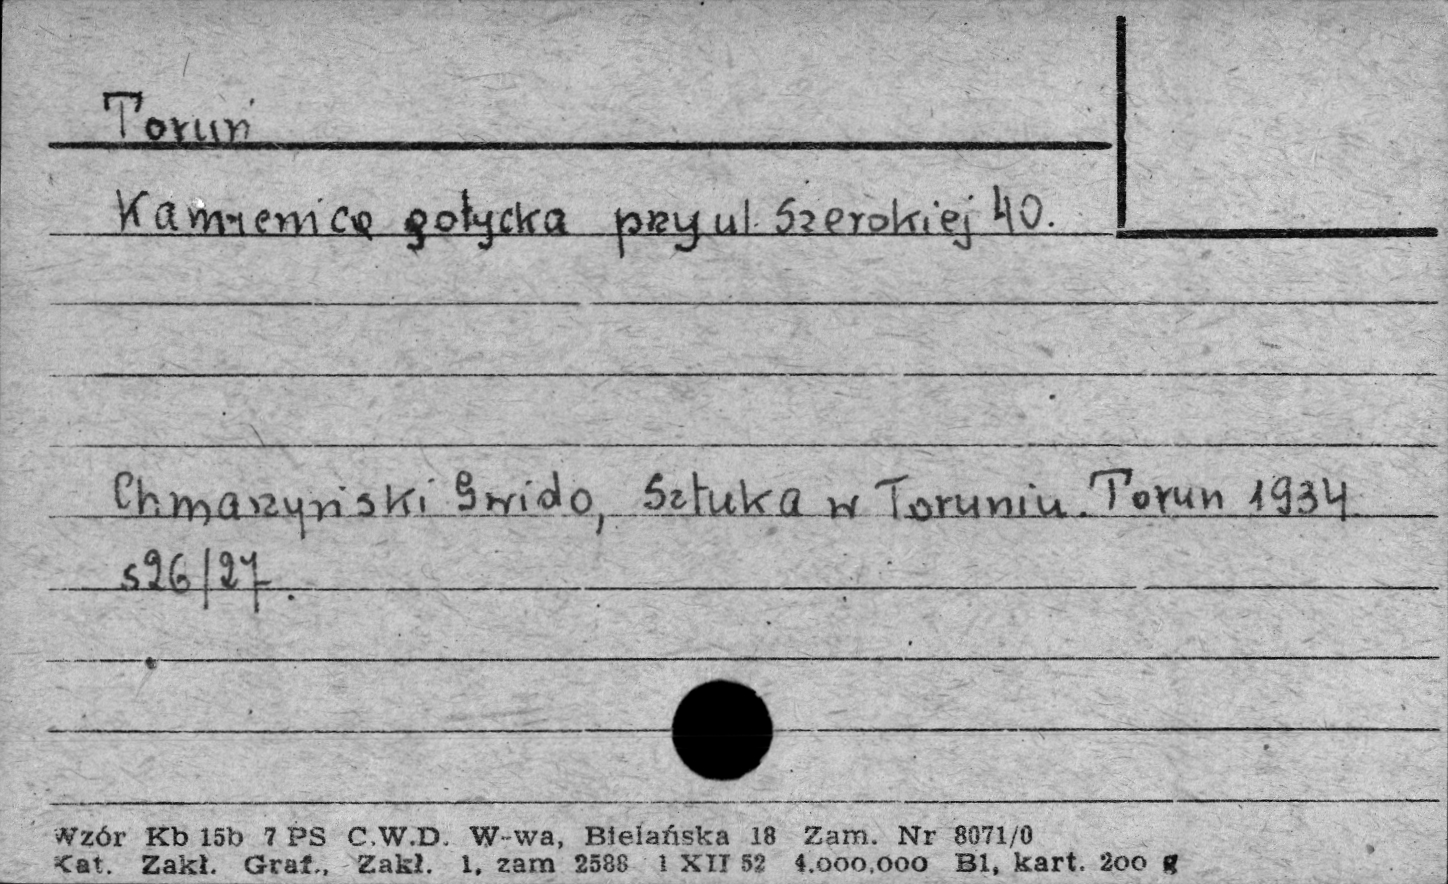 Toruń
Kamienica gotycka przy ul. Szerokiej 40.
Chmarzyński Gwido, Sztuka w Toruniu. Toruń 1934.
s26/27.
Wzór Kb 15b 7 PS C.W.D. W-wa, Bielańska 18 Zam. Nr 8071/0
Kat. Zakł. Graf., Zakł. 1, zam 2588 1 XII 52 4.000.000 B1, kart. 200 g